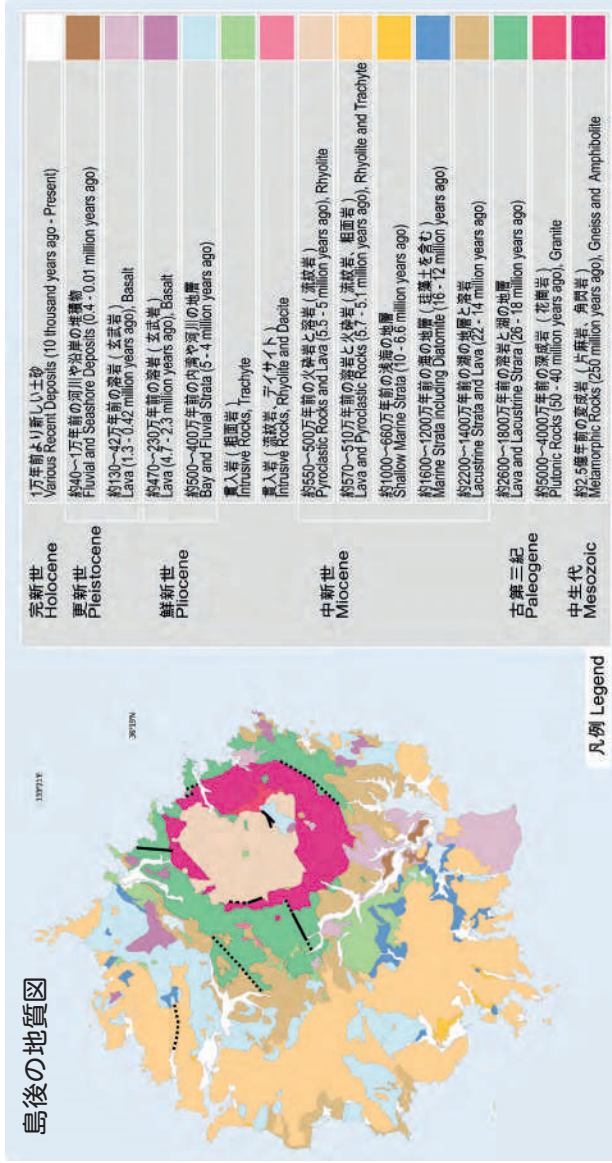 島後の地質図
133°21'E
36°19'N
凡例 Legend
完新世
Holocene
1万年前より新しい土砂
Various Recent Deposits (10 thousand years ago - Present)
更新世
Pleistocene
約40〜1万年前の河川や沿岸の堆積物
Fluvial and Seashore Deposits (0.4 - 0.01 million years ago)
約130〜42万年前の溶岩(玄武岩)
Lava (1.3 - 0.42 million years ago), Basalt
鮮新世
Pliocene
約470〜230万年前の溶岩(玄武岩)
Lava (4.7 - 2.3 million years ago), Basalt
約500〜400万年前の内湾や河川の地層
Bay and Fluvial Strata (5 - 4 million years ago)
貫入岩(粗面岩)
Intrusive Rocks, Trachyte
貫入岩(流紋岩、デイサイト)
Intrusive Rocks, Rhyolite and Dacite
中新世
Miocene
約550〜500万年前の火砕岩と溶岩(流紋岩)
Pyroclastic Rocks and Lava (5.5 - 5 million years ago), Rhyolite
約570〜510万年前の溶岩と火砕岩(流紋岩、粗面岩)
Lava and Pyroclastic Rocks (5.7 - 5.1 million years ago), Rhyolite and Trachyte
約1000〜660万年前の浅海の地層
Shallow Marine Strata (10 - 6.6 million years ago)
約1600〜1200万年前の海の地層(珪藻土を含む)
Marine Strata including Diatomite (16 - 12 million years ago)
約2200〜1400万年前の湖の地層と溶岩
Lacustrine Strata and Lava (22 - 14 million years ago)
古第三紀
Paleogene
約2600〜1800万年前の溶岩と湖の地層
Lava and Lacustrine Strara (26 - 18 million years ago)
約5000〜4000万年前の深成岩(花崗岩)
Plutonic Rocks (50 - 40 million years ago), Granite
中生代
Mesozoic
約2.5億年前の変成岩(片麻岩、角閃岩)
Metamorphic Rocks (250 million years ago), Gneiss and Amphibolite